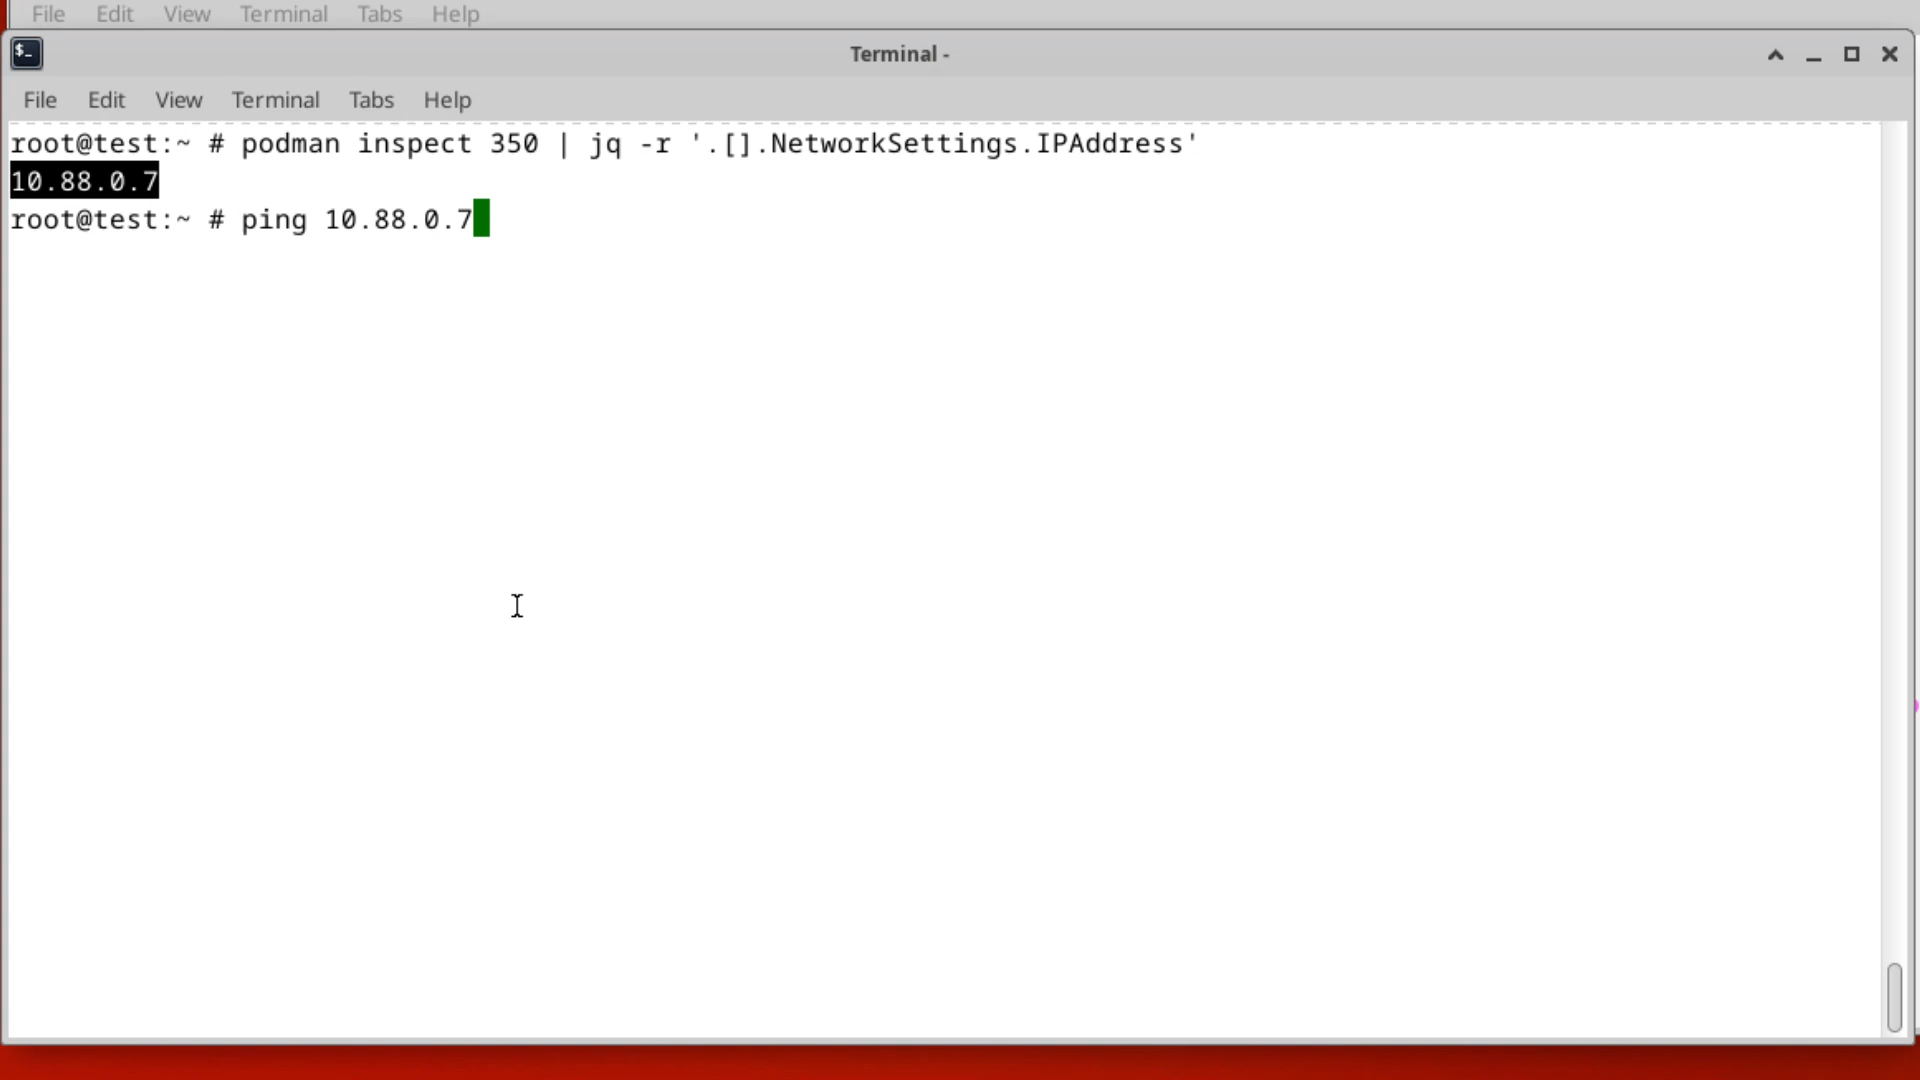 File Edit View Terminal Tabs Help
$_
Terminal -
File Edit View Terminal Tabs Help
root@test:~ # podman inspect 350 | jq -r '.[].NetworkSettings.IPAddress'
10.88.0.7
root@test:~ # ping 10.88.0.7